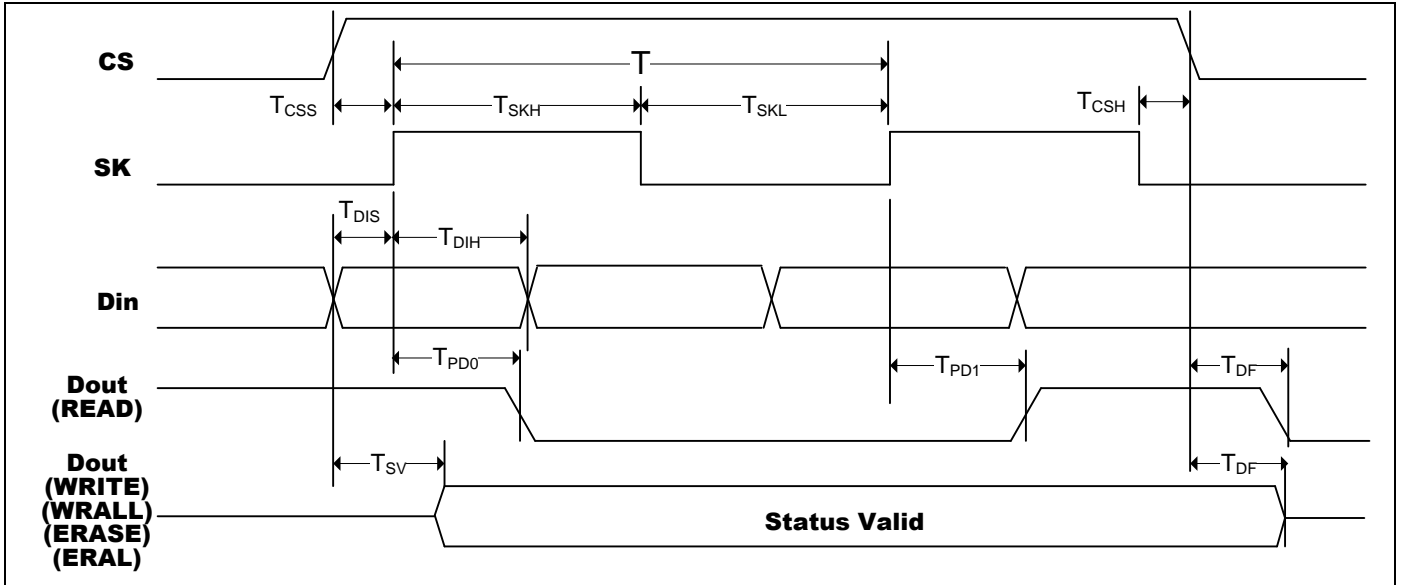 CS
T
TCSS
TSKH
TSKL
TCSH
SK
TDIS
TDIH
Din
TPD0
TPD1
TDF
Dout
(READ)
TSV
TDF
Dout
(WRITE)
(WRALL)
(ERASE)
(ERAL)
Status Valid